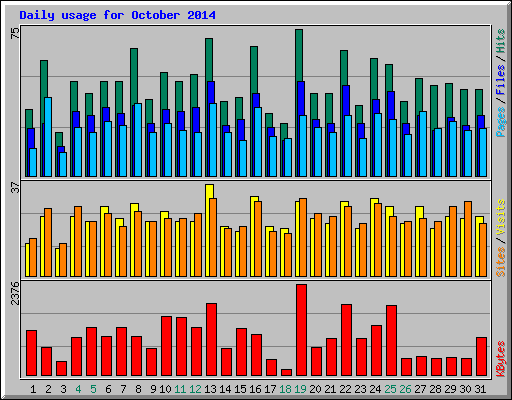 Daily usage for October 2014
75
Pages / Files / Hits
37
Sites / Visits
2376
KBytes
1 2 3 4 5 6 7 8 9 10 11 12 13 14 15 16 17 18 19 20 21 22 23 24 25 26 27 28 29 30 31